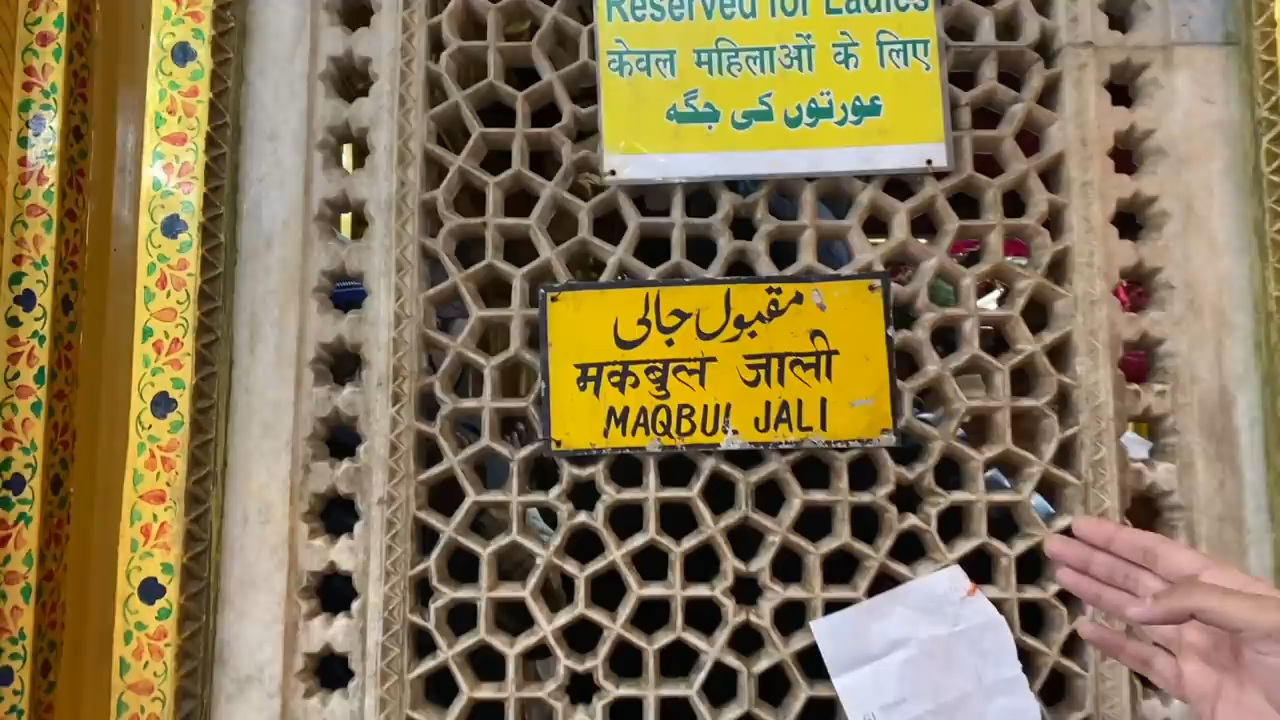 Reserved for Ladies
केवल महिलाओं के लिए
عورتوں کی جگہ
مقبول جالی
मकबुल जाली
MAQBUL JALI